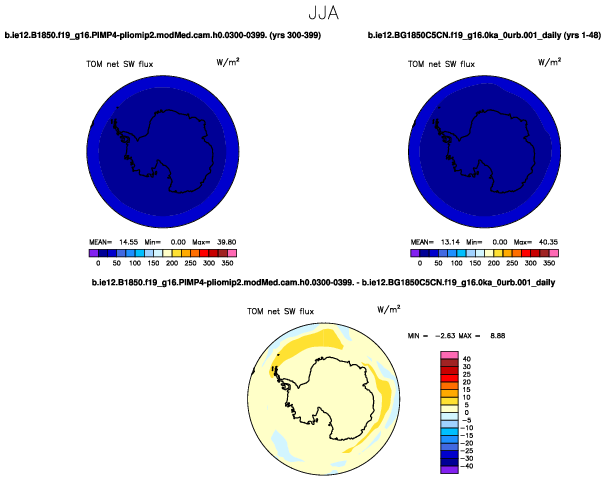 JJA
b.ie12.B1850.f19_g16.PIMP4-pliomip2.modMed.cam.h0.0300-0399. (yrs 300-399)
b.ie12.BG1850C5CN.f19_g16.0ka_0urb.001_daily (yrs 1-48)
TOM net SW flux W/m²
TOM net SW flux W/m²
MEAN= 14.55 Min= 0.00 Max= 39.80
MEAN= 13.14 Min= 0.00 Max= 40.35
0 50 100 150 200 250 300 350
0 50 100 150 200 250 300 350
b.ie12.B1850.f19_g16.PIMP4-pliomip2.modMed.cam.h0.0300-0399. - b.ie12.BG1850C5CN.f19_g16.0ka_0urb.001_daily
TOM net SW flux W/m²
MIN = -2.63 MAX = 8.88
40
30
25
20
15
10
5
0
-5
-10
-15
-20
-25
-30
-40